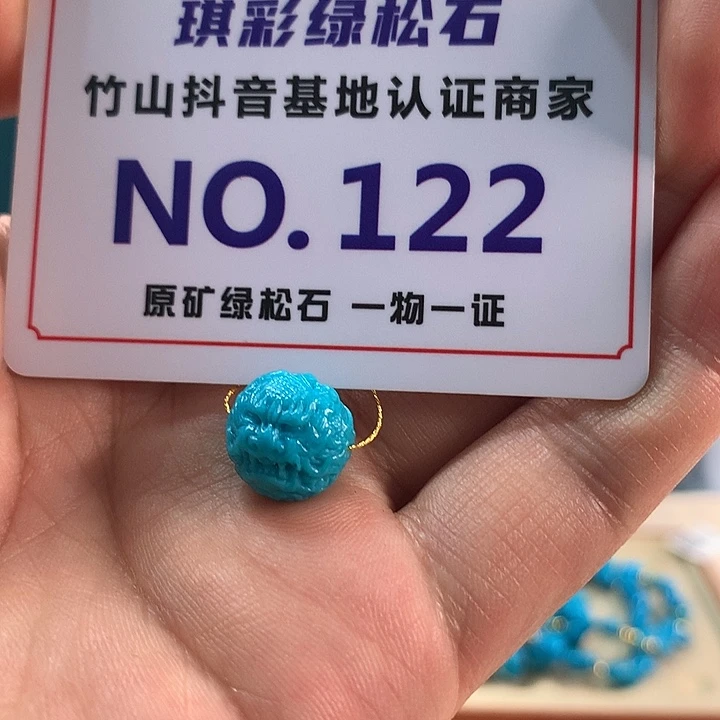 琪彩绿松石
竹山抖音基地认证商家
NO.122
原矿绿松石 一物一证